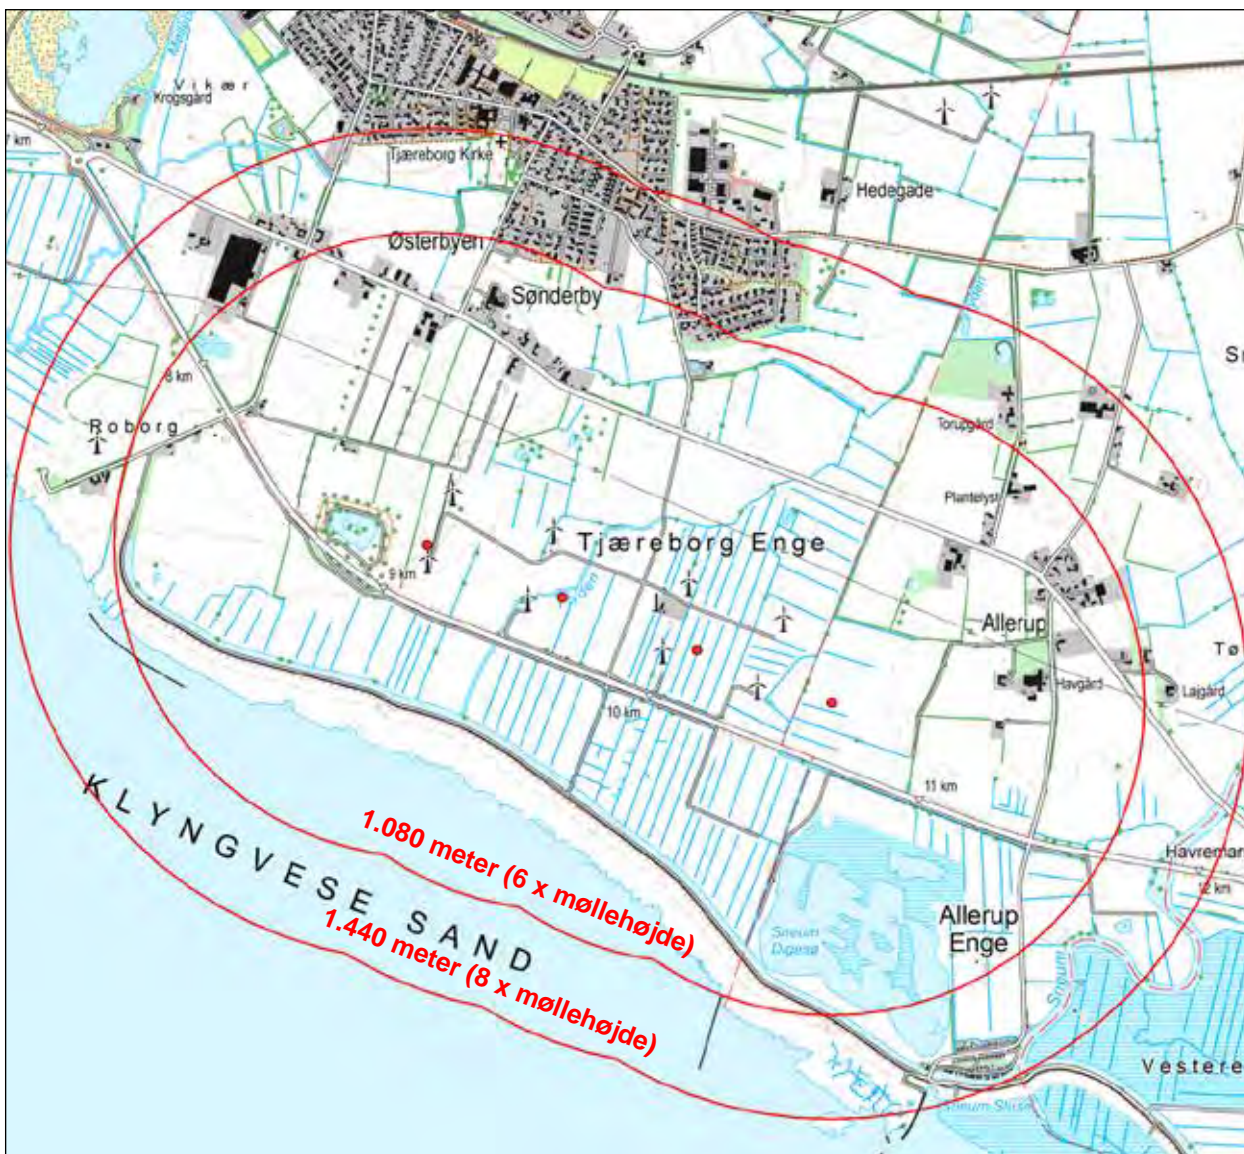 Vikær
Krogsgård
7 km
Tjæreborg Kirke
Hedegade
Østerbyen
Sønderby
8 km
Roborg
Torupgård
Plantelyst
Tjæreborg Enge
9 km
Allerup
Havgård
Lajgård
10 km
11 km
KLYNGVESE SAND
1.080 meter (6 x møllehøjde)
1.440 meter (8 x møllehøjde)
Havremar
12 km
Allerup
Enge
Sneum
Digesø
Sneum
Vestere
Sneum Sluse